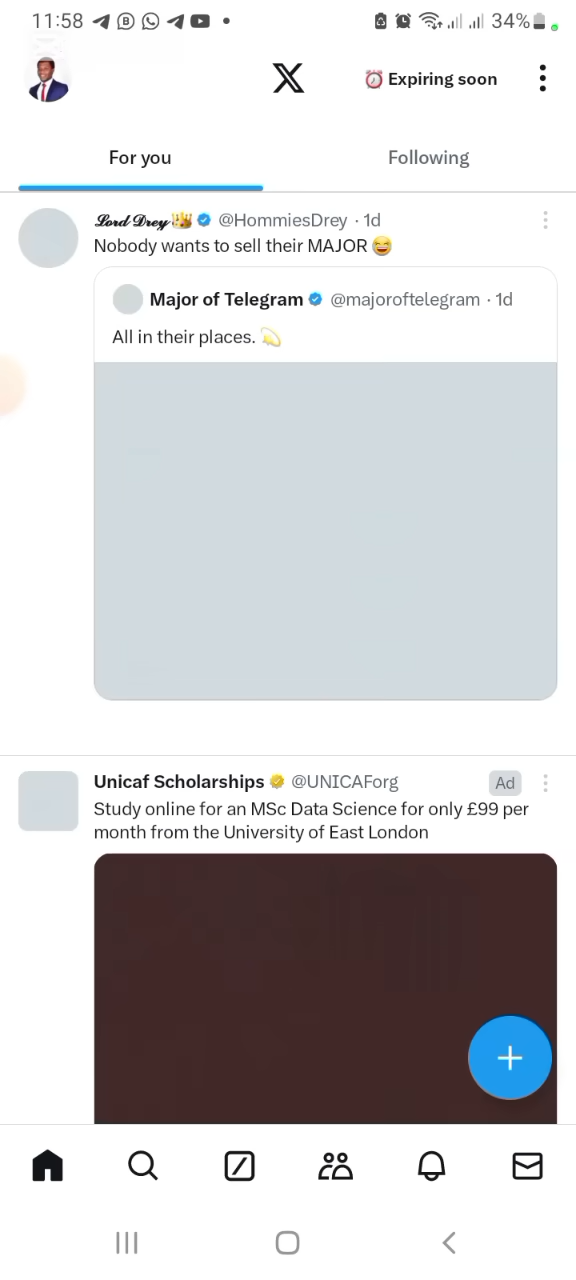 11:58
34%
Expiring soon
For you
Following
Lord Drey @HommiesDrey · 1d
Nobody wants to sell their MAJOR 😄
Major of Telegram @majoroftelegram · 1d
All in their places. 💫
Unicaf Scholarships @UNICAForg
Ad
Study online for an MSc Data Science for only £99 per
month from the University of East London